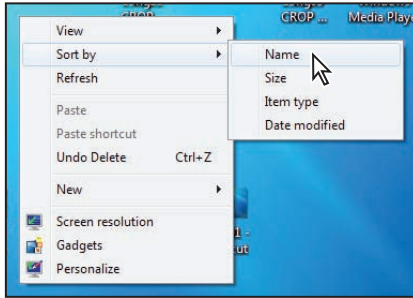 CROP ...
Media Play
View
Sort by
Name
Refresh
Size
Item type
Paste
Date modified
Paste shortcut
Undo Delete Ctrl+Z
New
Screen resolution
Gadgets
Personalize